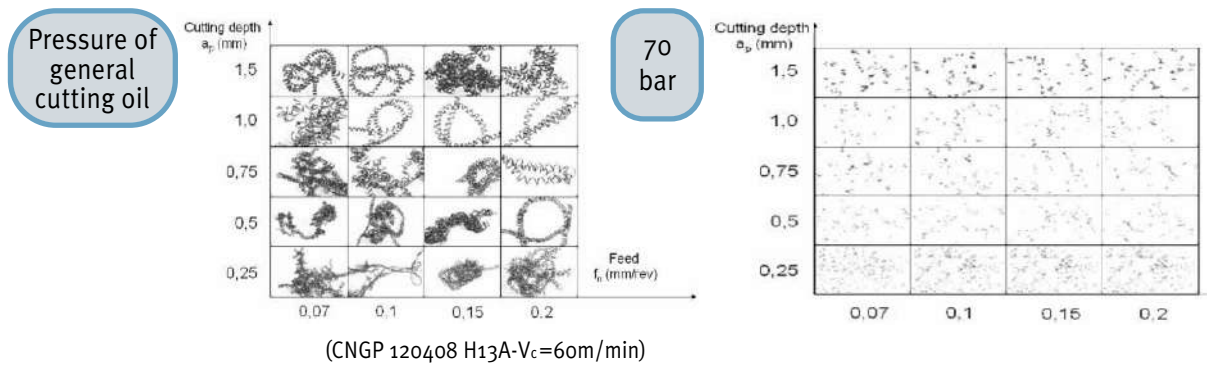 Pressure of
general
cutting oil
Cutting depth
aₚ (mm)
1,5
1,0
0,75
0,5
0,25
0,07 0,1 0,15 0,2
Feed
fₙ (mm/rev)
(CNGP 120408 H13A-Vc=60m/min)
70
bar
Cutting depth
aₚ (mm)
1,5
1,0
0,75
0,5
0,25
0,07 0,1 0,15 0,2